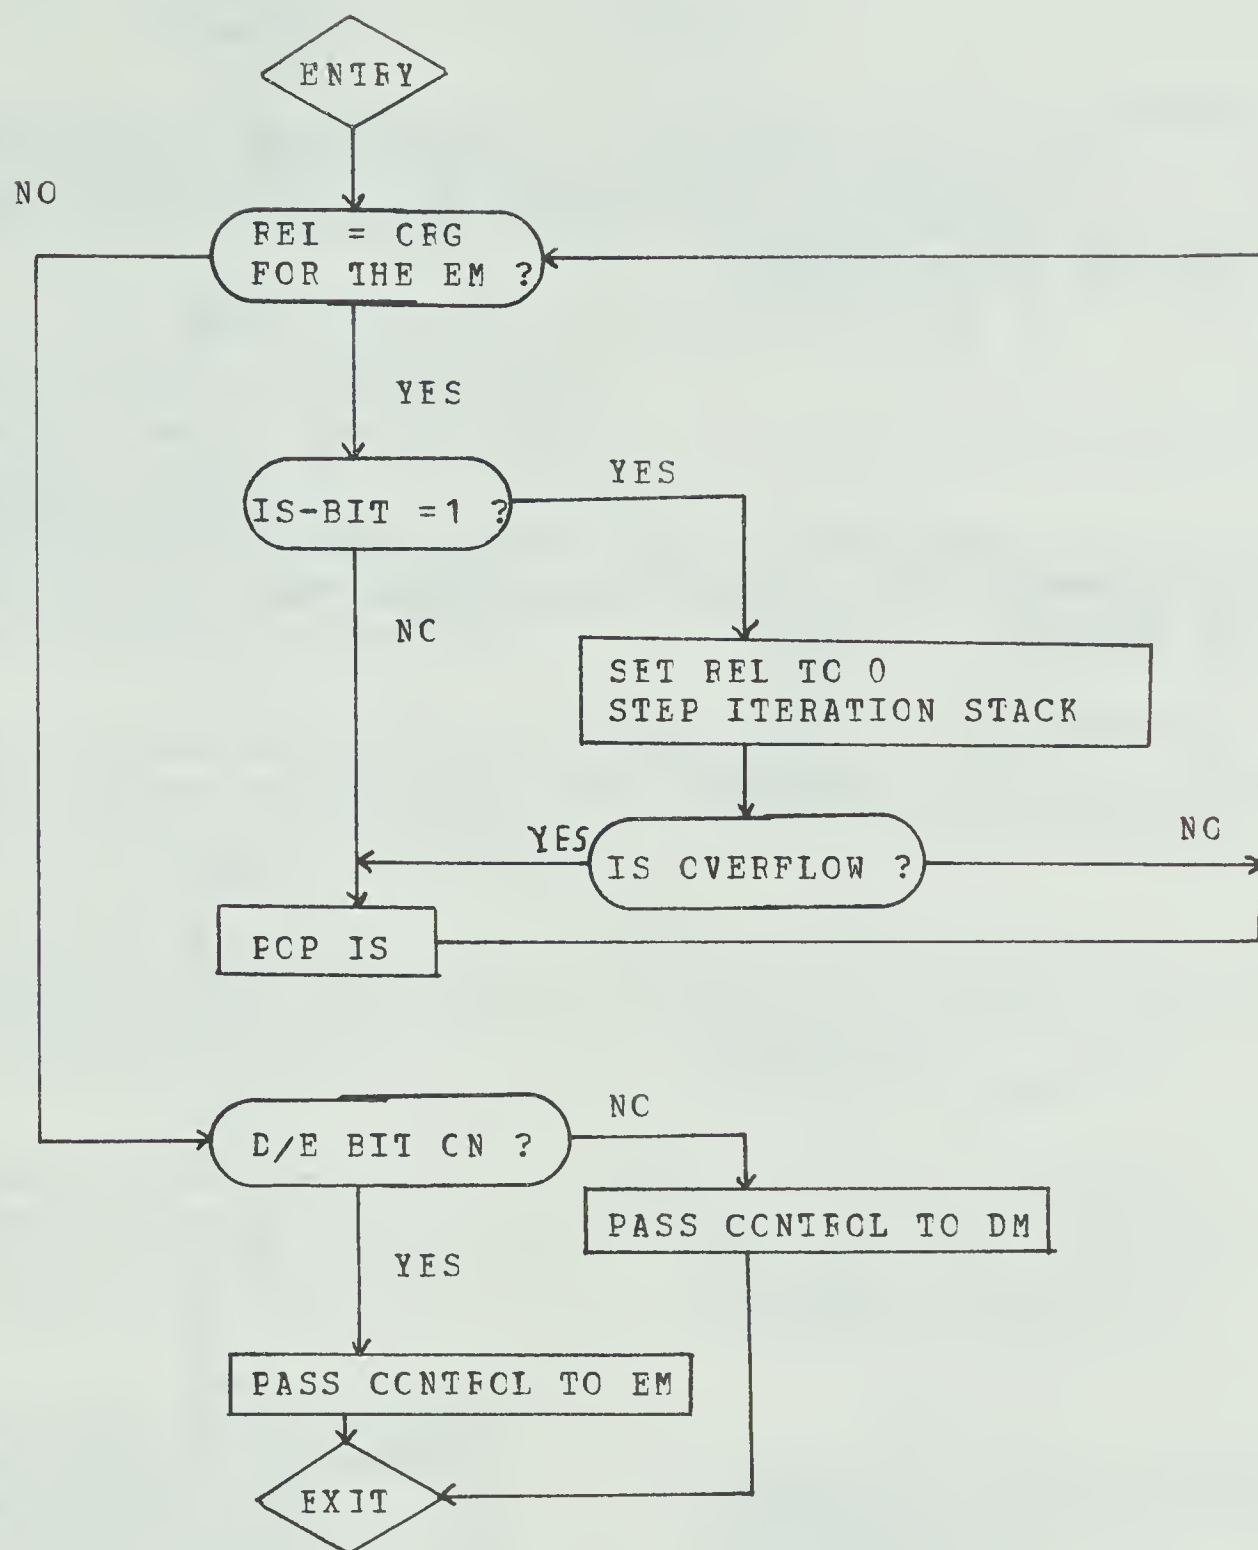 ENTRY
NO
REL = ORG
FOR THE EM ?
YES
IS-BIT =1 ?
YES
NO
SET REL TO 0
STEP ITERATION STACK
YES
IS OVERFLOW ?
NO
POP IS
D/E BIT ON ?
NO
PASS CONTROL TO DM
YES
PASS CONTROL TO EM
EXIT